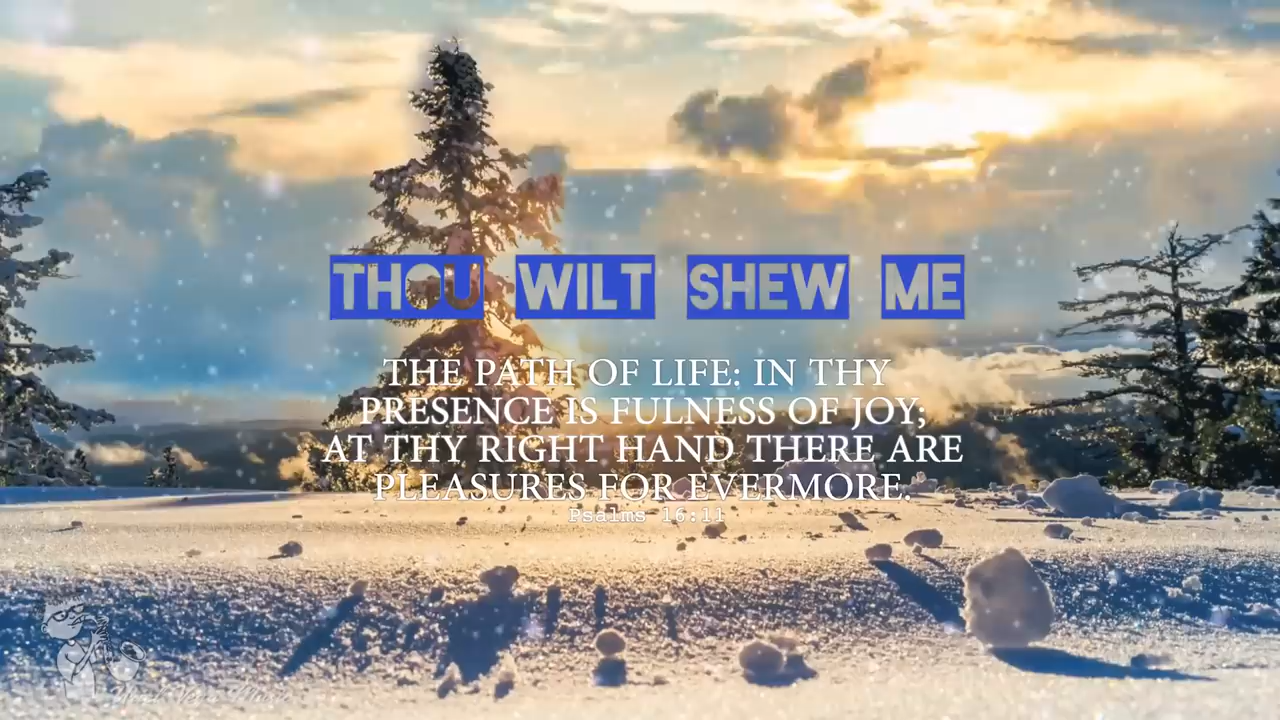 THOU WILT SHEW ME
THE PATH OF LIFE: IN THY
PRESENCE IS FULNESS OF JOY;
AT THY RIGHT HAND THERE ARE
PLEASURES FOR EVERMORE.
Psalms 16:11